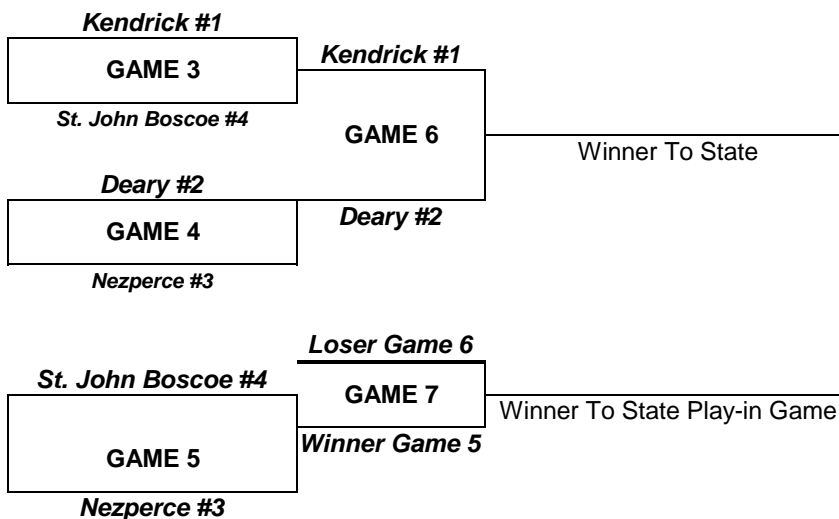 Kendrick #1
GAME 3
Kendrick #1
St. John Boscoe #4
GAME 6
Winner To State
Deary #2
GAME 4
Deary #2
Nezperce #3
Loser Game 6
St. John Boscoe #4
GAME 7
Winner To State Play-in Game
Winner Game 5
GAME 5
Nezperce #3